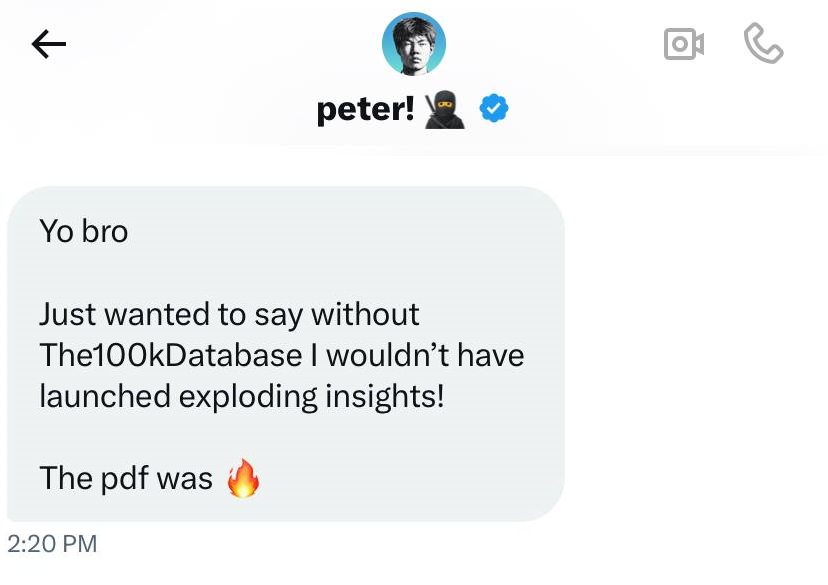 peter! 🥷
Yo bro
Just wanted to say without
The100kDatabase I wouldn’t have
launched exploding insights!
The pdf was 🔥
2:20 PM